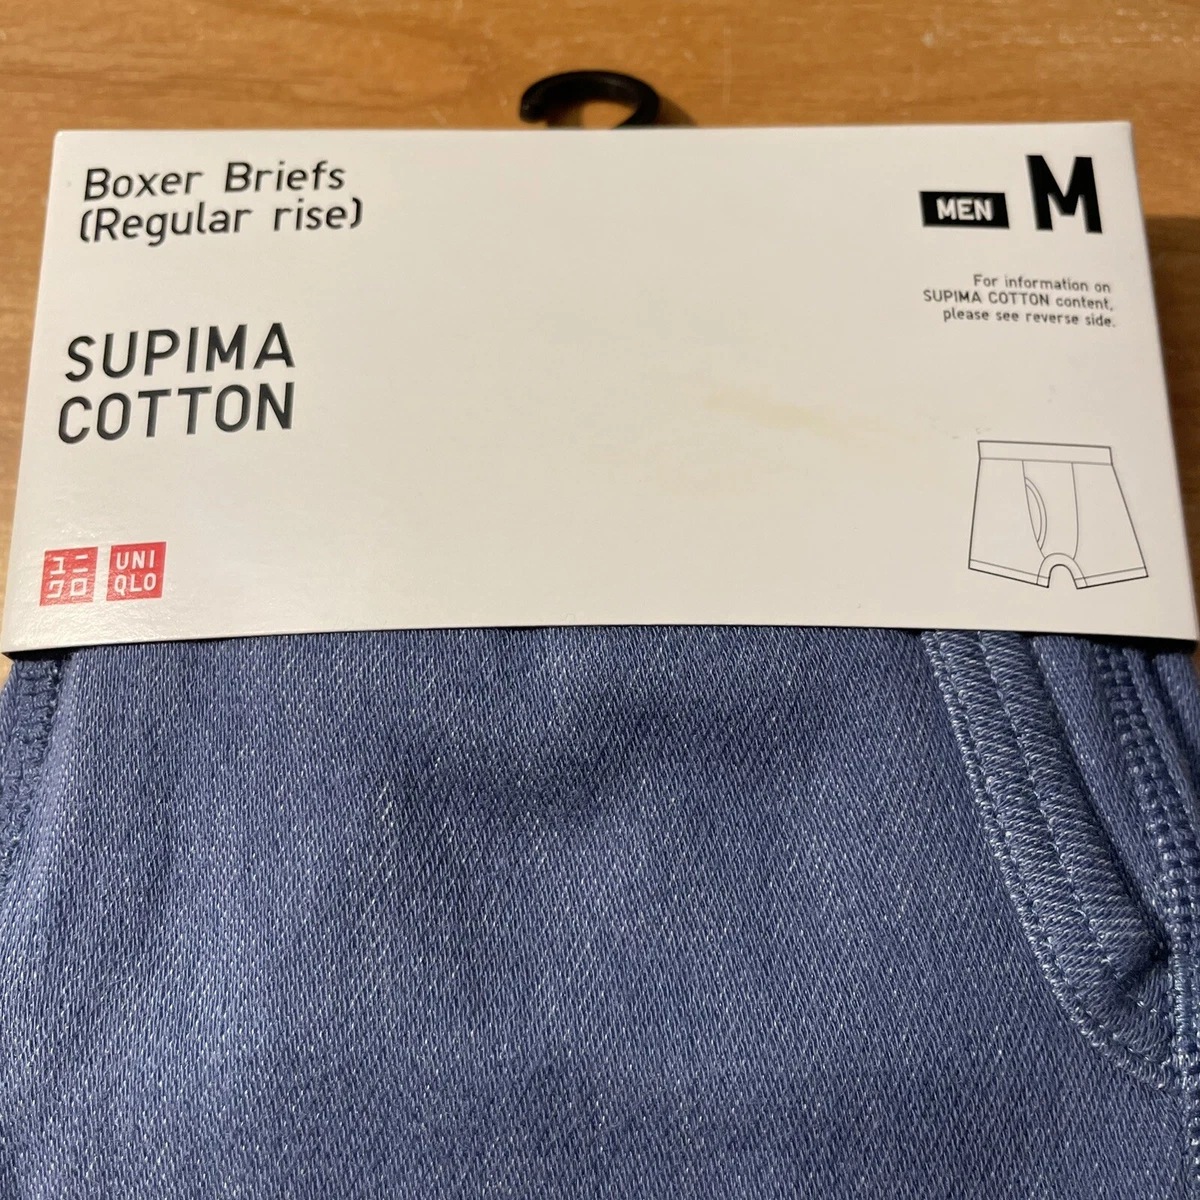 Boxer Briefs
(Regular rise)
MEN M
For information on
SUPIMA COTTON content,
please see reverse side.
SUPIMA
COTTON
ユニ
クロ
UNI
QLO